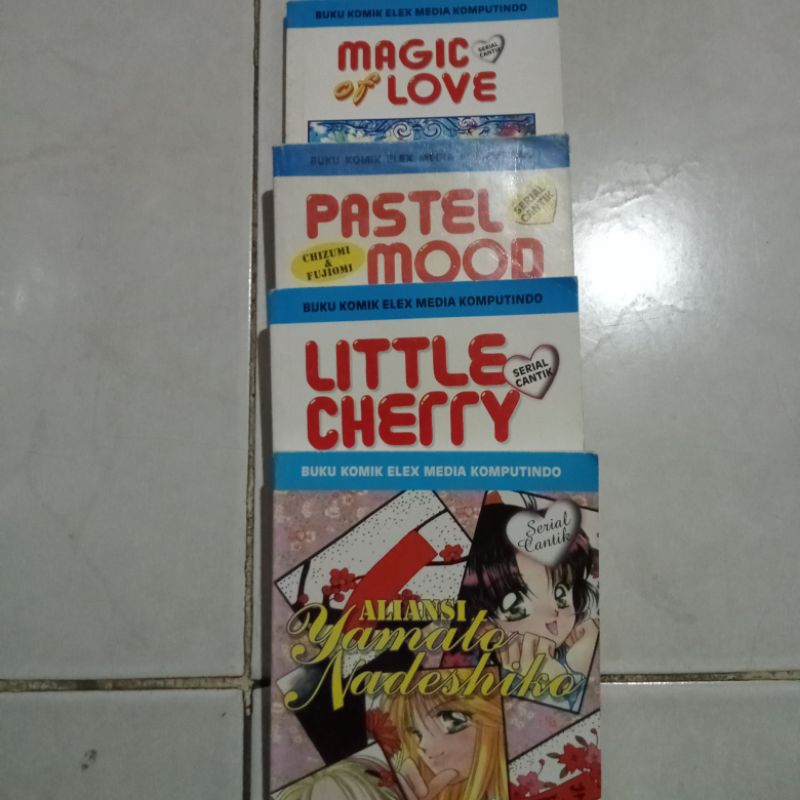 BUKU KOMIK ELEX MEDIA KOMPUTINDO
MAGIC
of LOVE
SERIAL
CANTIK
BUKU KOMIK ELEX MEDIA
PASTEL
MOOD
SERIAL
CANTIK
CHIZUMI
&
FUJIOMI
BUKU KOMIK ELEX MEDIA KOMPUTINDO
LITTLE
CHERRY
SERIAL
CANTIK
BUKU KOMIK ELEX MEDIA KOMPUTINDO
Serial
Cantik
ALIANSI
Yamato
Nadeshiko